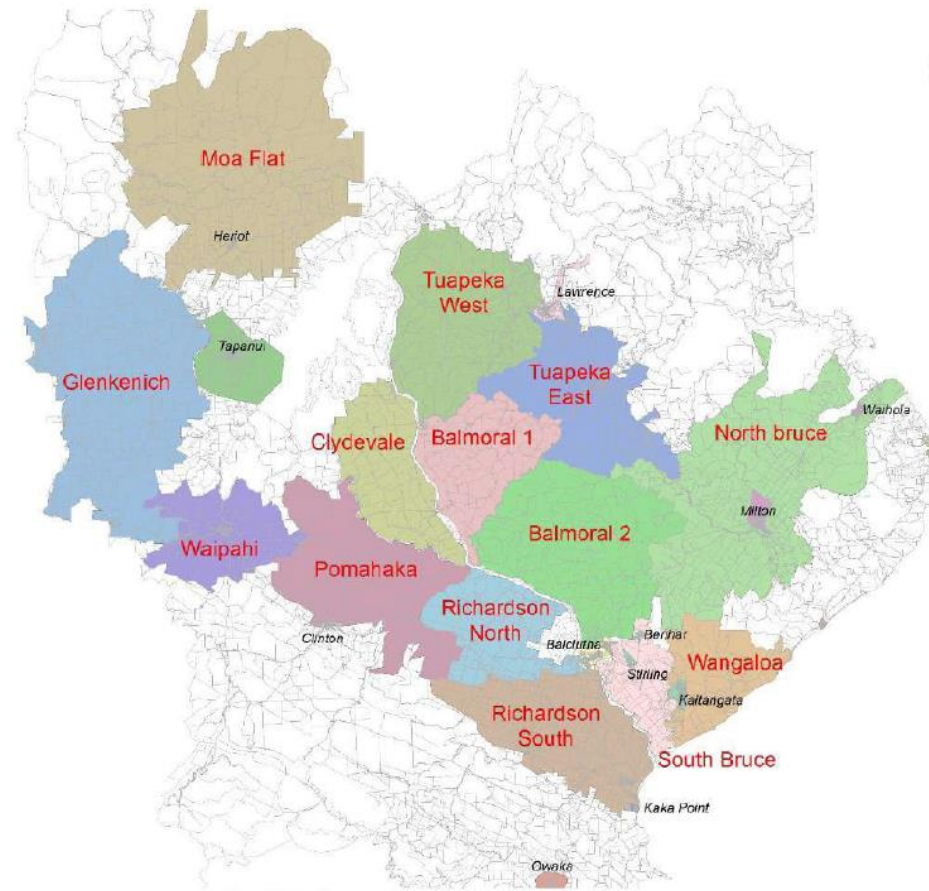 Moa Flat
Heriot
Tuapeka
West
Lawrence
Glenkenich
Tapanui
Tuapeka
East
Clydevale
Balmoral 1
North bruce
Waihola
Milton
Waipahi
Balmoral 2
Pomahaka
Richardson
North
Clinton
Balclutha
Benhar
Wangaloa
Stirling
Kaitangata
Richardson
South
South Bruce
Kaka Point
Owaka